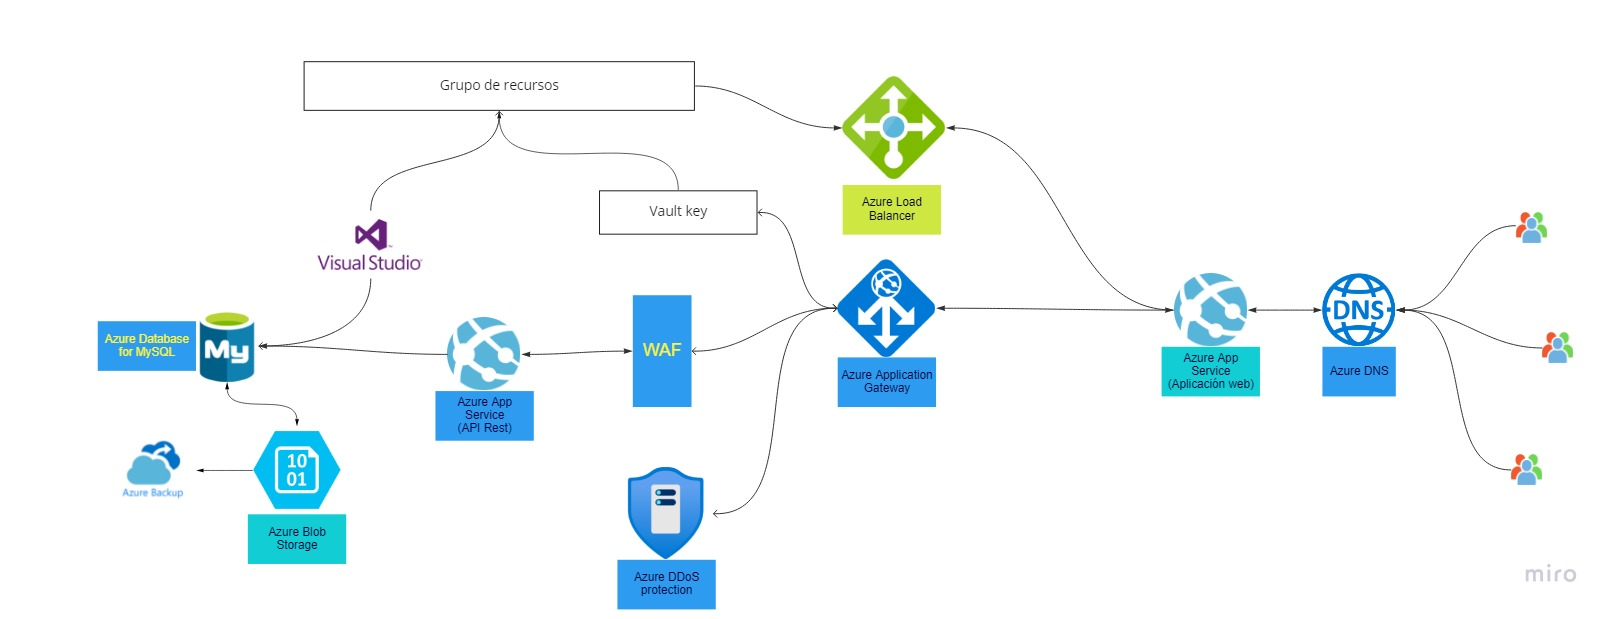 Grupo de recursos
Vault key
Azure Load
Balancer
Visual Studio
Azure Database
for MySQL
My
Azure App
Service
(API Rest)
WAF
Azure Application
Gateway
Azure App
Service
(Aplicación web)
DNS
Azure DNS
10
01
Azure Backup
Azure Blob
Storage
Azure DDoS
protection
miro